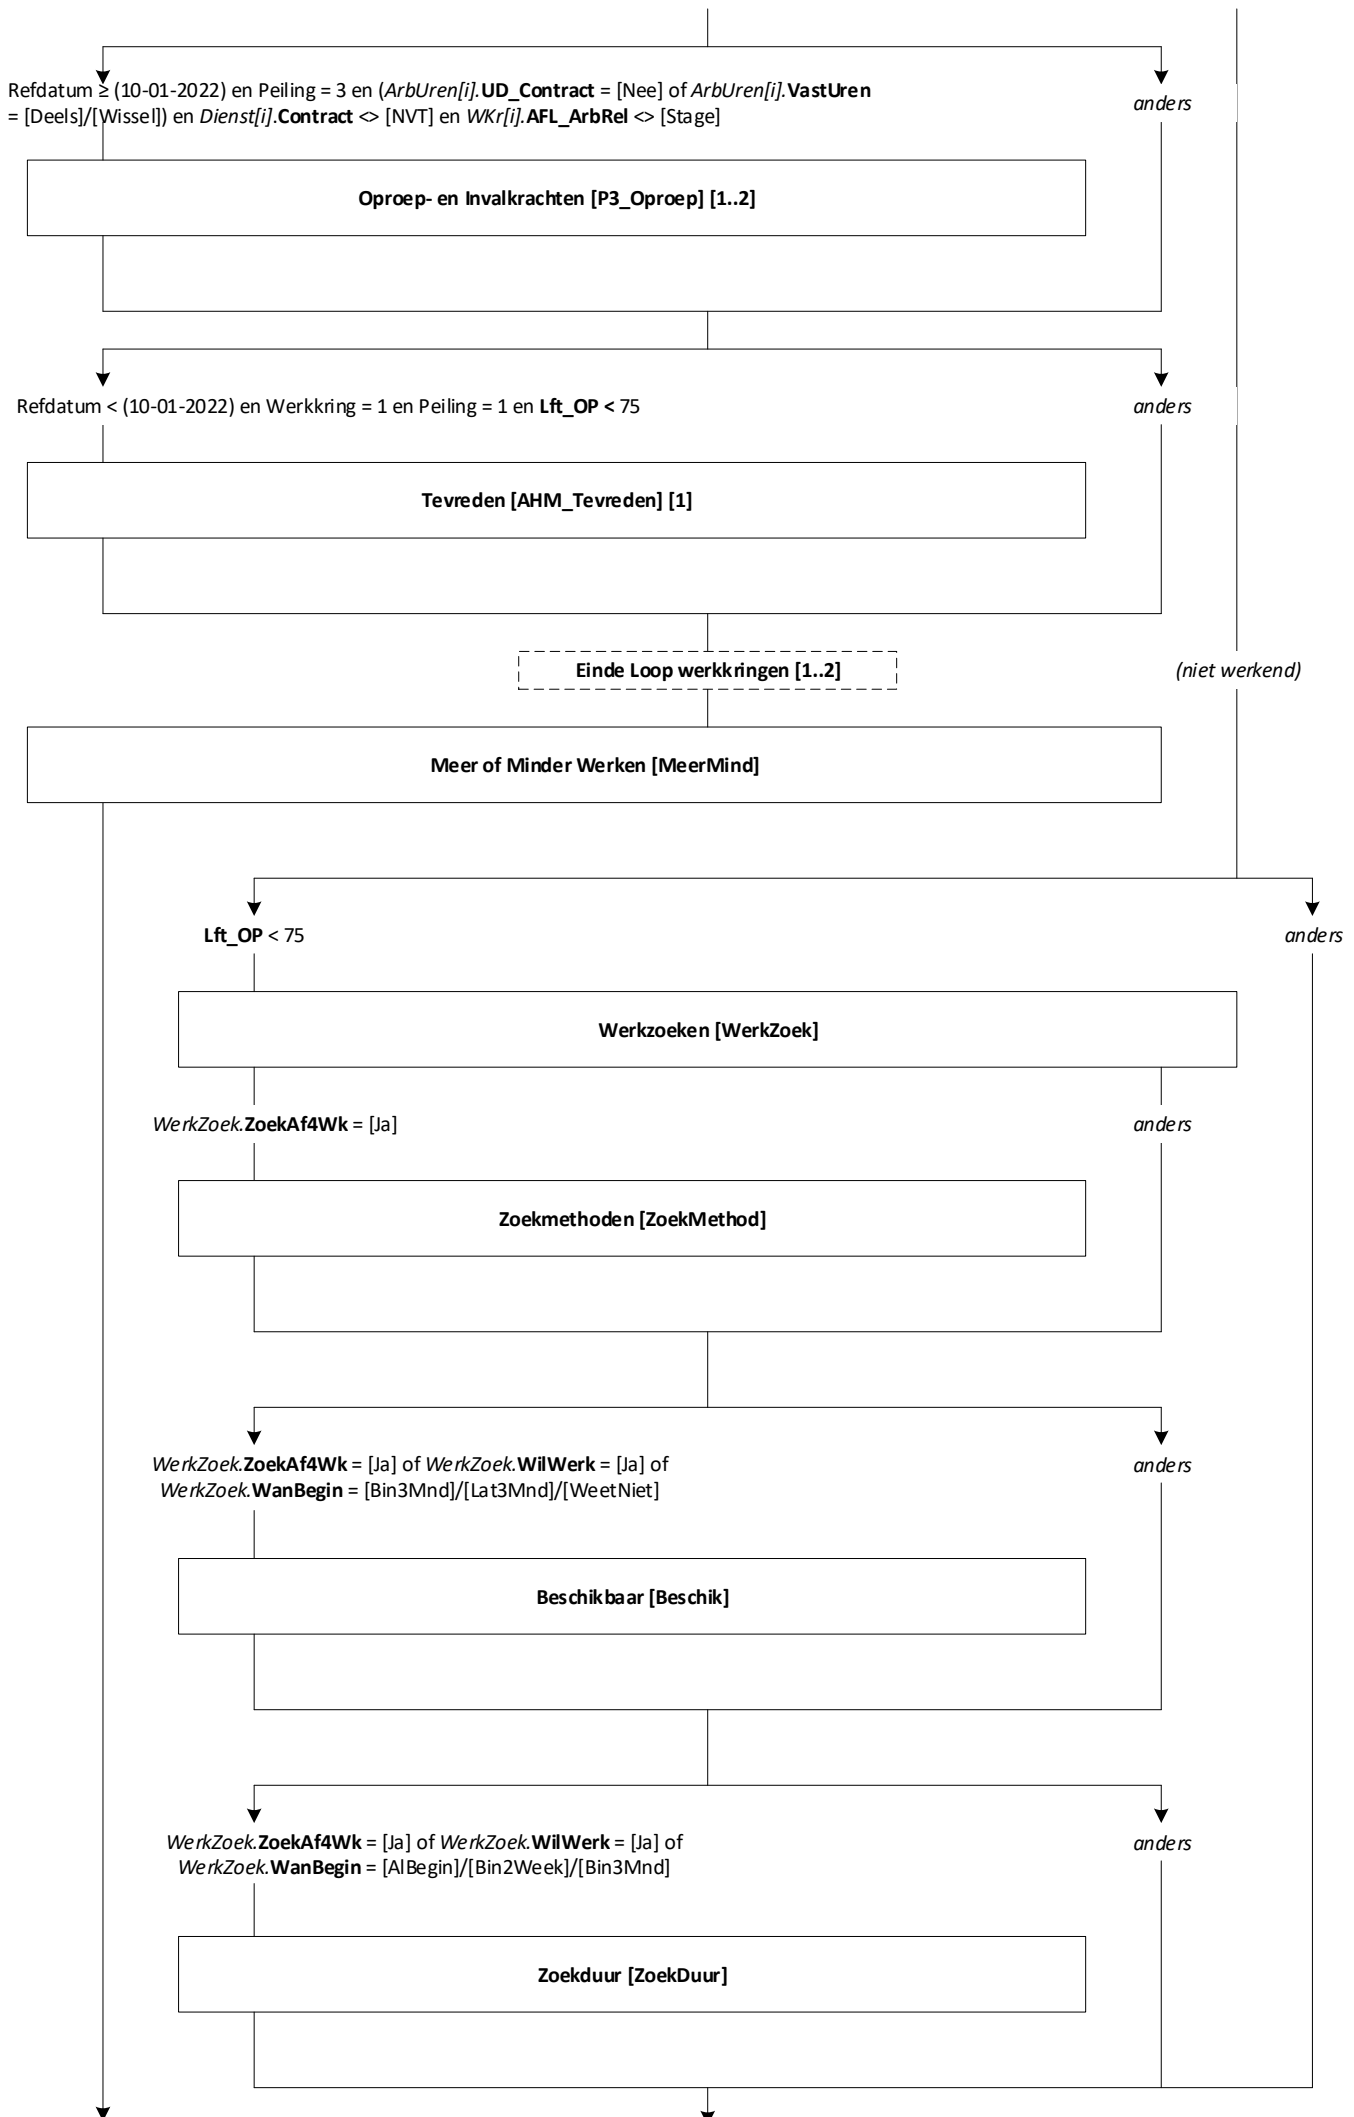 Refdatum ≥ (10-01-2022) en Peiling = 3 en (ArbUren[i].UD_Contract = [Nee] of ArbUren[i].VastUren
= [Deels]/[Wissel]) en Dienst[i].Contract <> [NVT] en WKr[i].AFL_ArbRel <> [Stage]
anders
Oproep- en Invalkrachten [P3_Oproep] [1..2]
Refdatum < (10-01-2022) en Werkkring = 1 en Peiling = 1 en Lft_OP < 75
anders
Tevreden [AHM_Tevreden] [1]
Einde Loop werkkringen [1..2]
(niet werkend)
Meer of Minder Werken [MeerMind]
Lft_OP < 75
anders
Werkzoeken [WerkZoek]
WerkZoek.ZoekAf4Wk = [Ja]
anders
Zoekmethoden [ZoekMethod]
WerkZoek.ZoekAf4Wk = [Ja] of WerkZoek.WilWerk = [Ja] of
WerkZoek.WanBegin = [Bin3Mnd]/[Lat3Mnd]/[WeetNiet]
anders
Beschikbaar [Beschik]
WerkZoek.ZoekAf4Wk = [Ja] of WerkZoek.WilWerk = [Ja] of
WerkZoek.WanBegin = [AlBegin]/[Bin2Week]/[Bin3Mnd]
anders
Zoekduur [ZoekDuur]